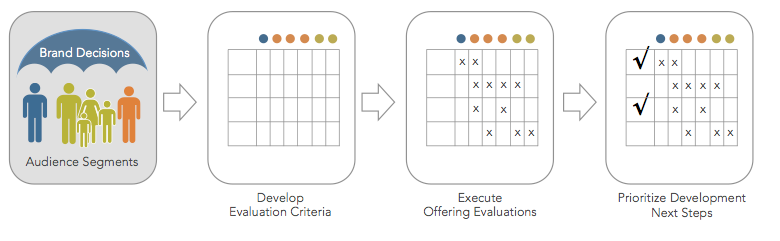 Brand Decisions
Audience Segments
Develop
Evaluation Criteria
x x
x x x x
x x
x x x
Execute
Offering Evaluations
√ x x
x x x x
√ x x
x x x
Prioritize Development
Next Steps